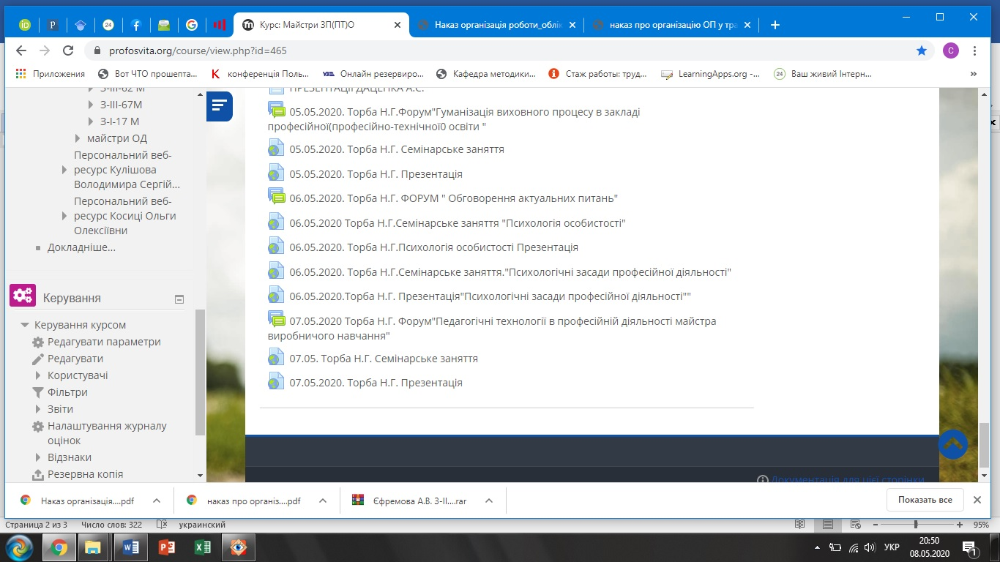 Курс: Майстри ЗП(ПТ)О
Наказ організація роботи_облік
наказ про організацію ОП у тра
profosvita.org/course/view.php?id=465
С
Приложения
Вот ЧТО прошепта...
конференція Поль...
Онлайн резервиро...
Кафедра методики...
Стаж работы: труд...
LearningApps.org -...
Ваш живий Інтерн...
»
З-ІІІ-62 М
З-ІІІ-67М
З-І-17 М
майстри ОД
Персональний веб-
ресурс Кулішова
Володимира Сергій...
Персональний веб-
ресурс Косиці Ольги
Олексіївни
Докладніше...
Керування
Керування курсом
Редагувати параметри
Редагувати
Користувачі
Фільтри
Звіти
Налаштування журналу
оцінок
Відзнаки
Резервна копія
ПРЕЗЕНТАЦІЇ ДАЦЕНКА А.С.
05.05.2020. Торба Н.Г.Форум"Гуманізація виховного процесу в закладі
професійної(професійно-технічної0 освіти "
05.05.2020. Торба Н.Г. Семінарське заняття
05.05.2020. Торба Н.Г. Презентація
06.05.2020. Торба Н.Г. ФОРУМ " Обговорення актуальних питань"
06.05.2020 Торба Н.Г.Семінарське заняття "Психологія особистості"
06.05.2020. Торба Н.Г.Психологія особистості Презентація
06.05.2020. Торба Н.Г.Семінарське заняття."Психологічні засади професійної діяльності"
06.05.2020.Торба Н.Г. Презентація"Психологічні засади професійної діяльності""
07.05.2020 Торба Н.Г. Форум"Педагогічні технології в професійній діяльності майстра
виробничого навчання"
07.05. Торба Н.Г. Семінарське заняття
07.05.2020. Торба Н.Г. Презентація
Документація для цієї сторінки
Наказ організація....pdf
наказ про організ....pdf
Єфремова А.В. З-ІІ....rar
Показать все
Страница 2 из 3
Число слов: 322
украинский
95%
УКР
20:50
08.05.2020
1